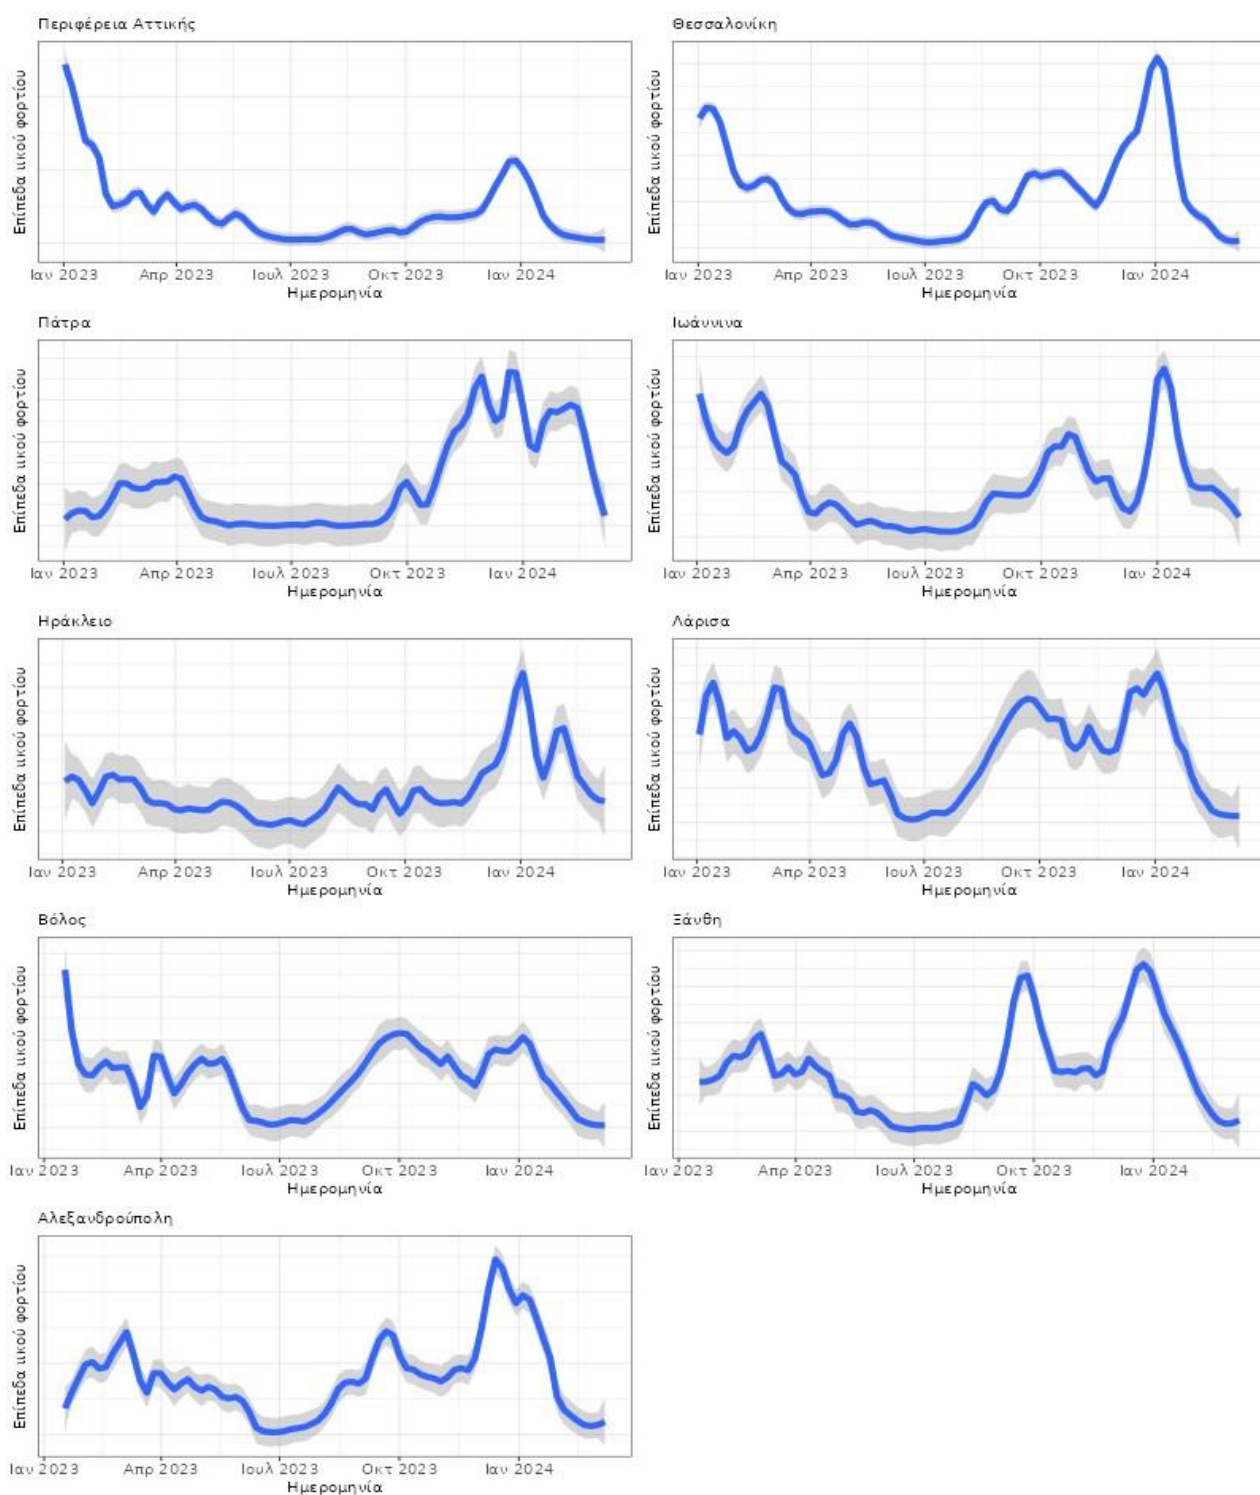 Περιφέρεια Αττικής
Επίπεδα ιικού φορτίου
Ιαν 2023 Απρ 2023 Ιουλ 2023 Οκτ 2023 Ιαν 2024
Ημερομηνία
Θεσσαλονίκη
Επίπεδα ιικού φορτίου
Ιαν 2023 Απρ 2023 Ιουλ 2023 Οκτ 2023 Ιαν 2024
Ημερομηνία
Πάτρα
Επίπεδα ιικού φορτίου
Ιαν 2023 Απρ 2023 Ιουλ 2023 Οκτ 2023 Ιαν 2024
Ημερομηνία
Ιωάννινα
Επίπεδα ιικού φορτίου
Ιαν 2023 Απρ 2023 Ιουλ 2023 Οκτ 2023 Ιαν 2024
Ημερομηνία
Ηράκλειο
Επίπεδα ιικού φορτίου
Ιαν 2023 Απρ 2023 Ιουλ 2023 Οκτ 2023 Ιαν 2024
Ημερομηνία
Λάρισα
Επίπεδα ιικού φορτίου
Ιαν 2023 Απρ 2023 Ιουλ 2023 Οκτ 2023 Ιαν 2024
Ημερομηνία
Βόλος
Επίπεδα ιικού φορτίου
Ιαν 2023 Απρ 2023 Ιουλ 2023 Οκτ 2023 Ιαν 2024
Ημερομηνία
Ξάνθη
Επίπεδα ιικού φορτίου
Ιαν 2023 Απρ 2023 Ιουλ 2023 Οκτ 2023 Ιαν 2024
Ημερομηνία
Αλεξανδρούπολη
Επίπεδα ιικού φορτίου
Ιαν 2023 Απρ 2023 Ιουλ 2023 Οκτ 2023 Ιαν 2024
Ημερομηνία